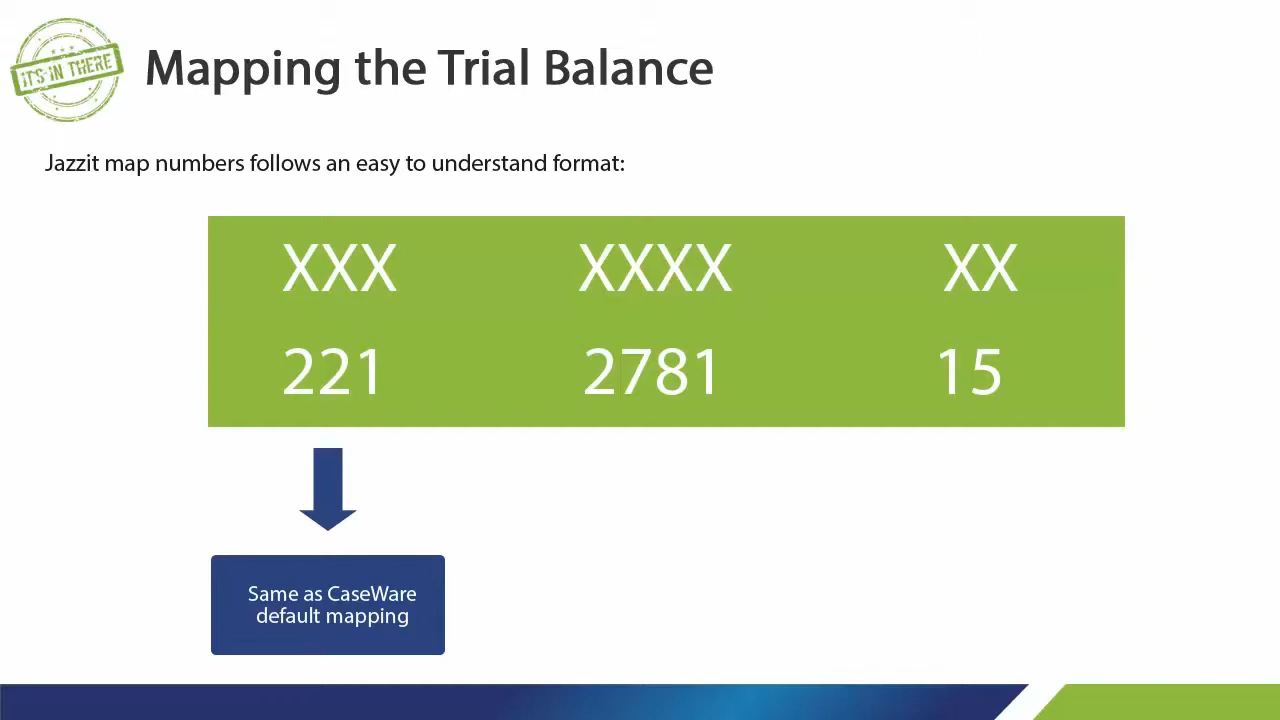 IT'S IN THERE
Mapping the Trial Balance
Jazzit map numbers follows an easy to understand format:
XXX XXXX XX
221 2781 15
Same as CaseWare
default mapping